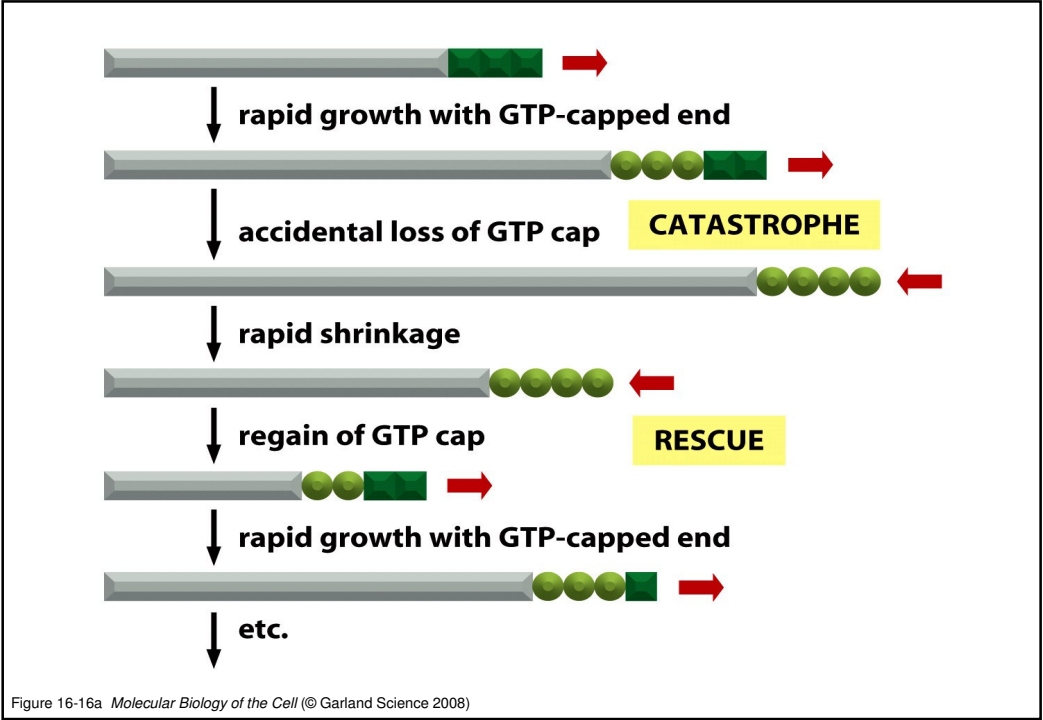 rapid growth with GTP-capped end
accidental loss of GTP cap
CATASTROPHE
rapid shrinkage
regain of GTP cap
RESCUE
rapid growth with GTP-capped end
etc.
Figure 16-16a Molecular Biology of the Cell (© Garland Science 2008)